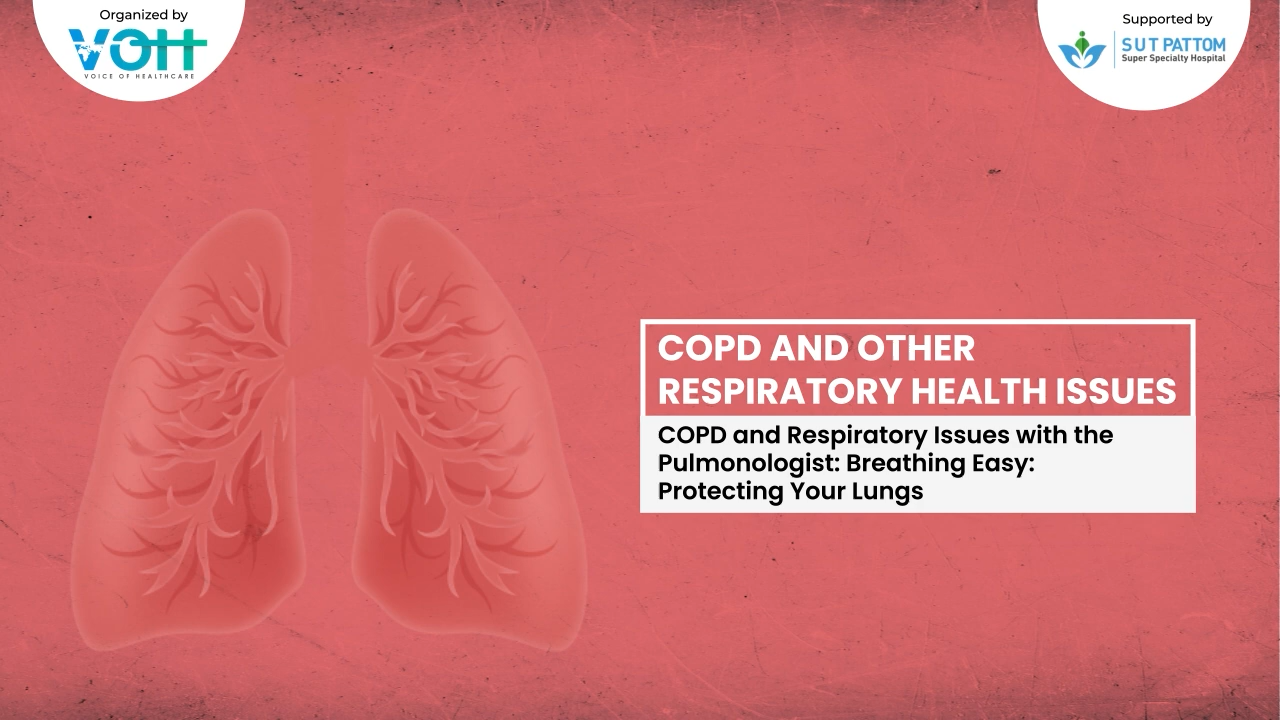 Organized by
VOH
VOICE OF HEALTHCARE
Supported by
SUT PATTOM
Super Specialty Hospital
COPD AND OTHER
RESPIRATORY HEALTH ISSUES
COPD and Respiratory Issues with the
Pulmonologist: Breathing Easy:
Protecting Your Lungs